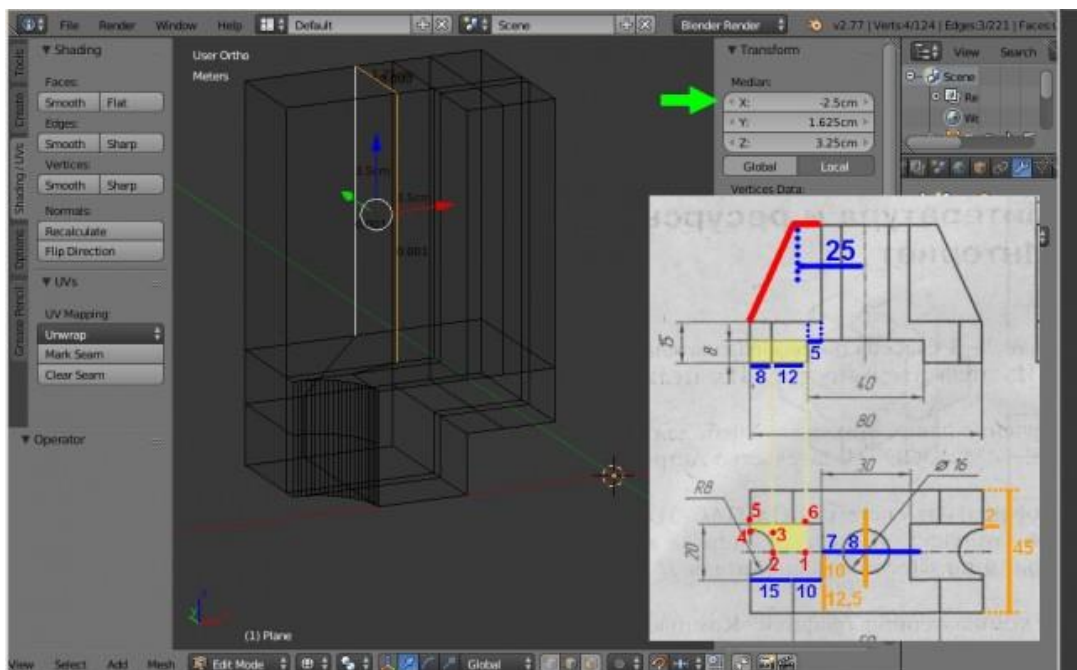 File Render Window Help Default Scene Blender Render v2.77 | Verts:4/124 | Edges:3/221 | Faces:
Tools
Create
Shading / UVs
Options
Grease Pencil
▼ Shading
Faces:
Smooth Flat
Edges:
Smooth Sharp
Vertices:
Smooth Sharp
Normals:
Recalculate
Flip Direction
▼ UVs
UV Mapping:
Unwrap
Mark Seam
Clear Seam
▼ Operator
User Ortho
Meters
0.001
(1) Plane
▼ Transform
Median:
X: -2.5cm
Y: 1.625cm
Z: 3.25cm
Global Local
Vertices Data:
View Search
Scene
25
15
8
5
8 12
40
80
30
ø 16
R8
5 6
4 3
2 1
20
7 8
2
45
10
12,5
15 10
View Select Add Mesh Edit Mode Global